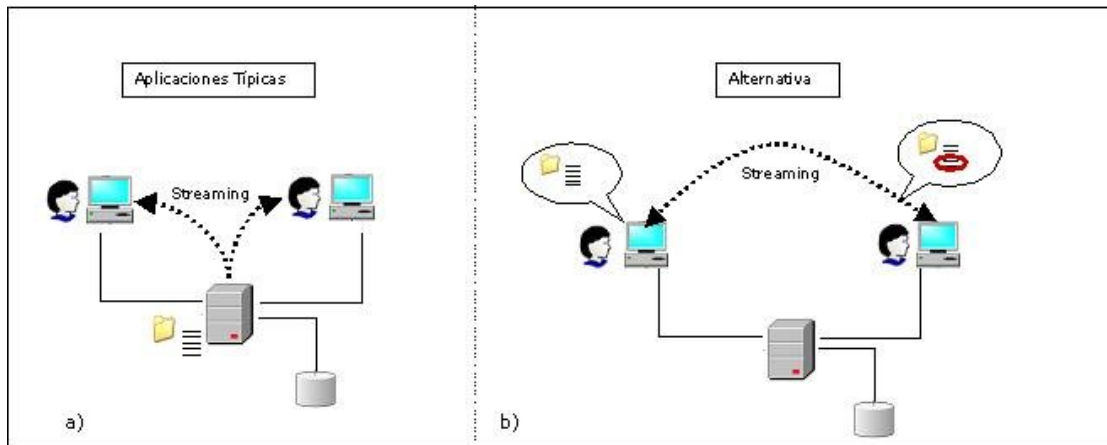 Aplicaciones Típicas
Streaming
a)
Alternativa
Streaming
b)